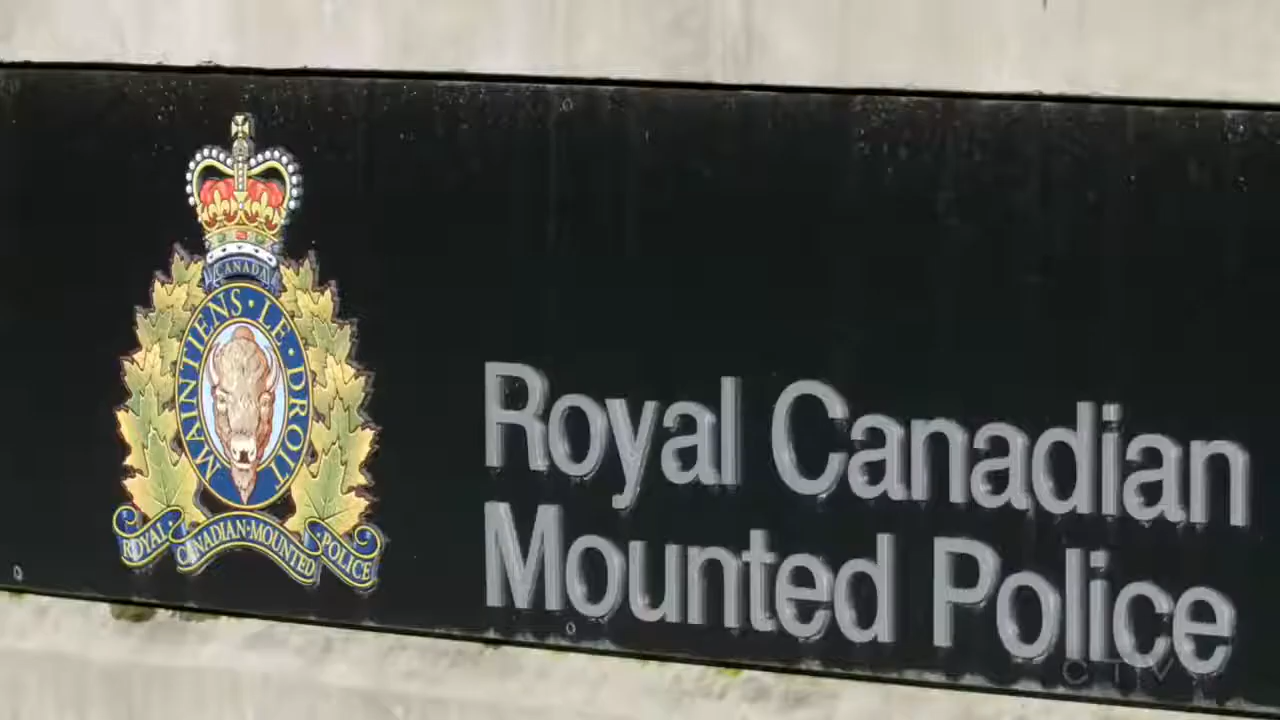 CANADA
MAINTIENS·LE·DROIT
ROYAL CANADIAN·MOUNTED POLICE
Royal Canadian
Mounted Police
CTV